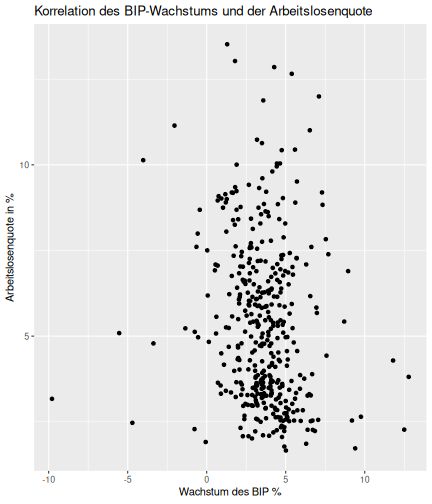 Korrelation des BIP-Wachstums und der Arbeitslosenquote
Arbeitslosenquote in %
10
5
-10
-5
0
5
10
Wachstum des BIP %